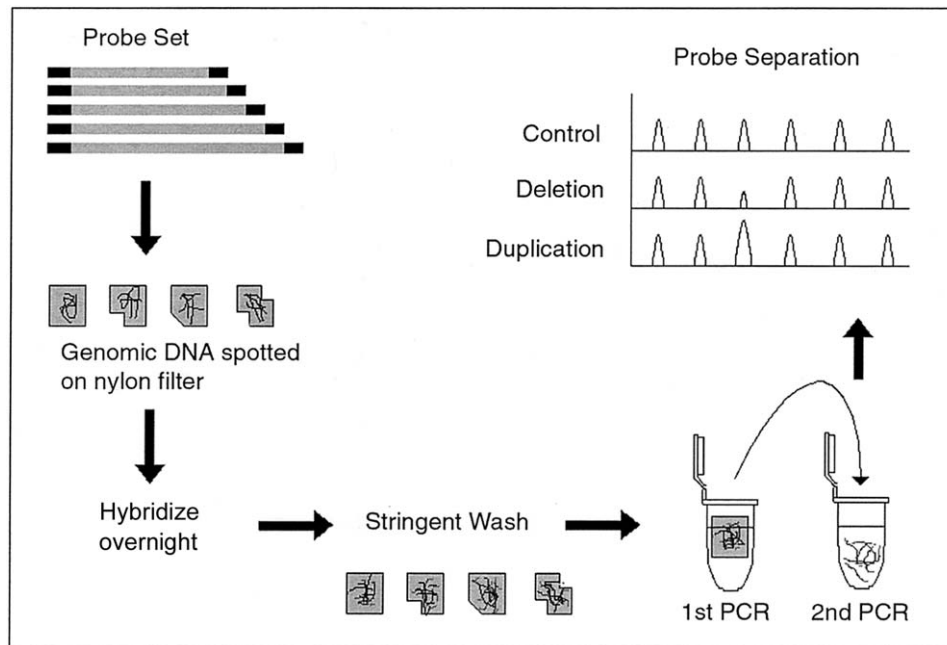 Probe Set
Genomic DNA spotted
on nylon filter
Hybridize
overnight
Stringent Wash
1st PCR
2nd PCR
Probe Separation
Control
Deletion
Duplication